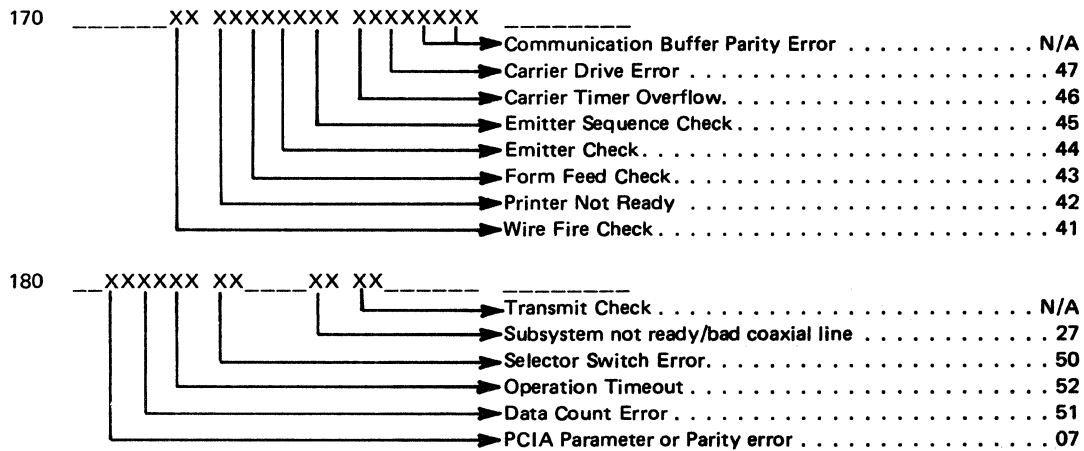 170 ______XX XXXXXXXX XXXXXXXX ________
Communication Buffer Parity Error . . . . . . . . . . . . . N/A
Carrier Drive Error . . . . . . . . . . . . . . . . . . . . . . . 47
Carrier Timer Overflow. . . . . . . . . . . . . . . . . . . . . 46
Emitter Sequence Check . . . . . . . . . . . . . . . . . . . . 45
Emitter Check. . . . . . . . . . . . . . . . . . . . . . . . . . 44
Form Feed Check. . . . . . . . . . . . . . . . . . . . . . . . 43
Printer Not Ready . . . . . . . . . . . . . . . . . . . . . . . 42
Wire Fire Check . . . . . . . . . . . . . . . . . . . . . . . . 41
180 __XXXXXX XX____XX XX______ ________
Transmit Check . . . . . . . . . . . . . . . . . . . . . . . . N/A
Subsystem not ready/bad coaxial line . . . . . . . . . . . . 27
Selector Switch Error. . . . . . . . . . . . . . . . . . . . . . 50
Operation Timeout . . . . . . . . . . . . . . . . . . . . . . . 52
Data Count Error . . . . . . . . . . . . . . . . . . . . . . . . 51
PCIA Parameter or Parity error . . . . . . . . . . . . . . . . 07